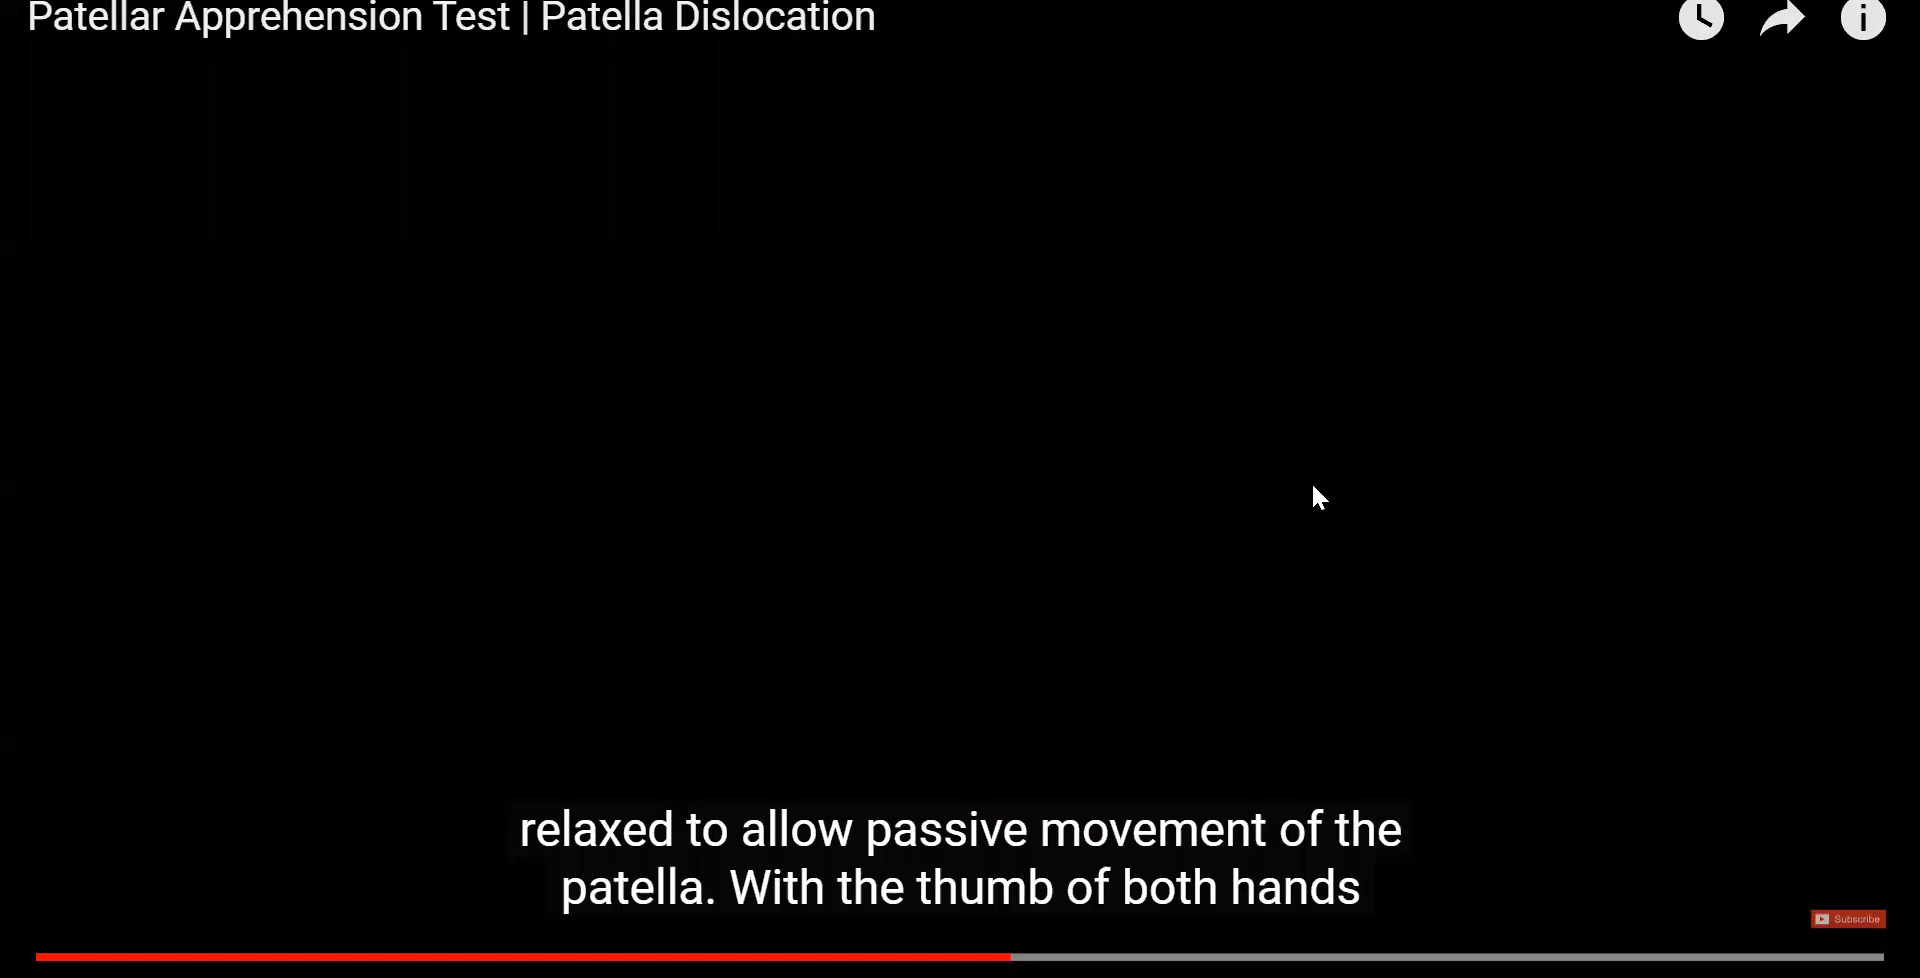 Patellar Apprehension Test | Patella Dislocation
relaxed to allow passive movement of the
patella. With the thumb of both hands
Subscribe